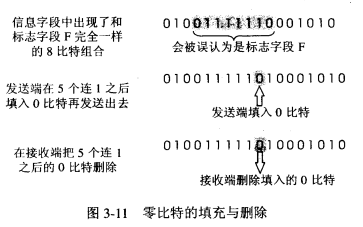 信息字段中出现了和
标志字段 F 完全一样
的 8 比特组合
01001111110001010
会被误认为是标志字段 F
发送端在 5 个连 1 之后
填入 0 比特再发送出去
010011111010001010
发送端填入 0 比特
在接收端把 5 个连 1
之后的 0 比特删除
010011111010001010
接收端删除填入的 0 比特
图 3-11 零比特的填充与删除